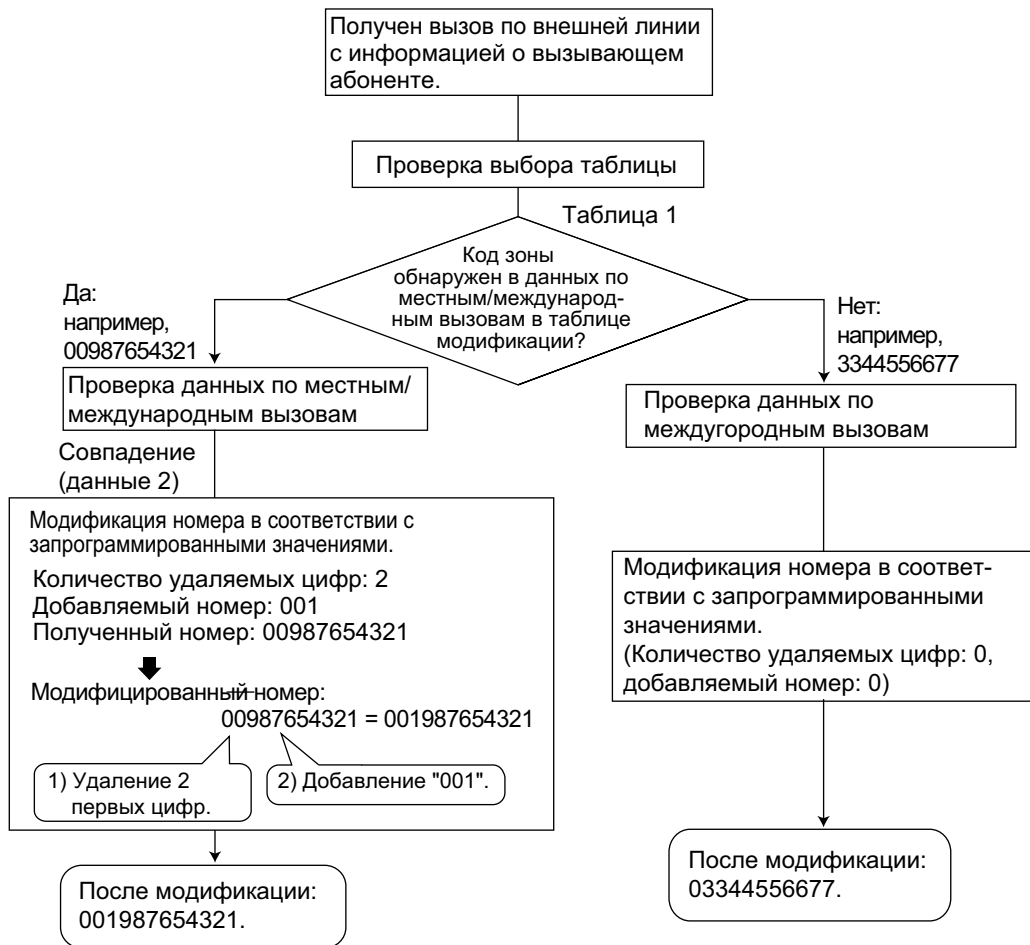 Получен вызов по внешней линии
с информацией о вызывающем
абоненте.
Проверка выбора таблицы
Таблица 1
Код зоны
обнаружен в данных по
местным/международ-
ным вызовам в таблице
модификации?
Да:
например,
00987654321
Нет:
например,
3344556677
Проверка данных по местным/
международным вызовам
Проверка данных по
междугородным вызовам
Совпадение
(данные 2)
Модификация номера в соответствии с
запрограммированными значениями.
Количество удаляемых цифр: 2
Добавляемый номер: 001
Полученный номер: 00987654321
Модифицированный номер:
00987654321 = 001987654321
1) Удаление 2
первых цифр.
2) Добавление "001".
Модификация номера в соответ-
ствии с запрограммированными
значениями.
(Количество удаляемых цифр: 0,
добавляемый номер: 0)
После модификации:
001987654321.
После модификации:
03344556677.